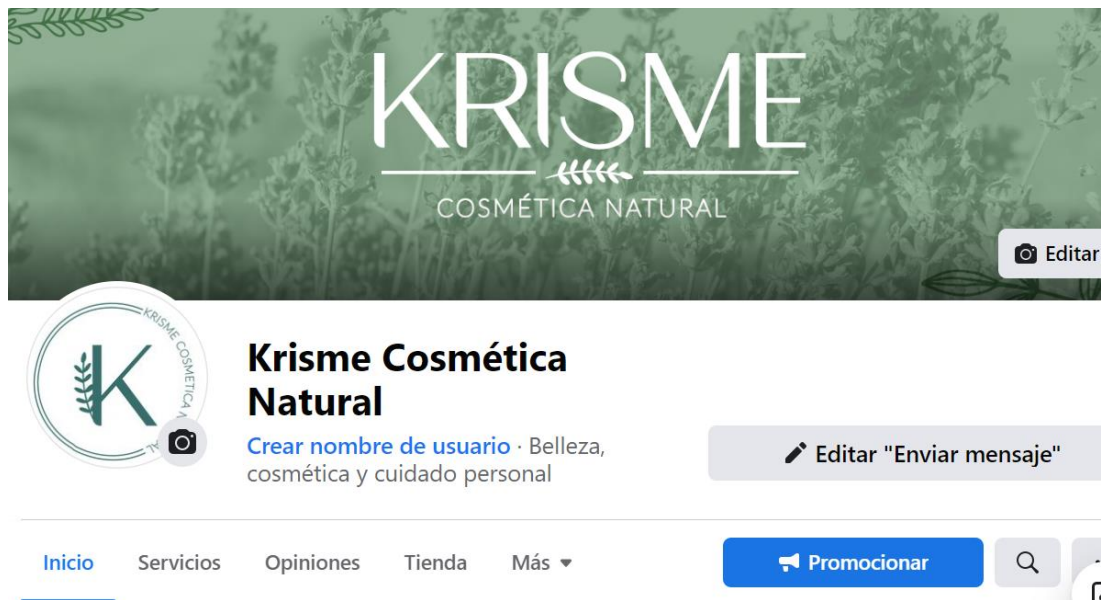 KRISME
COSMÉTICA NATURAL
Editar
KRISME COSMETICA
Krisme Cosmética
Natural
Crear nombre de usuario · Belleza,
cosmética y cuidado personal
Editar "Enviar mensaje"
K
Inicio Servicios Opiniones Tienda Más
Promocionar